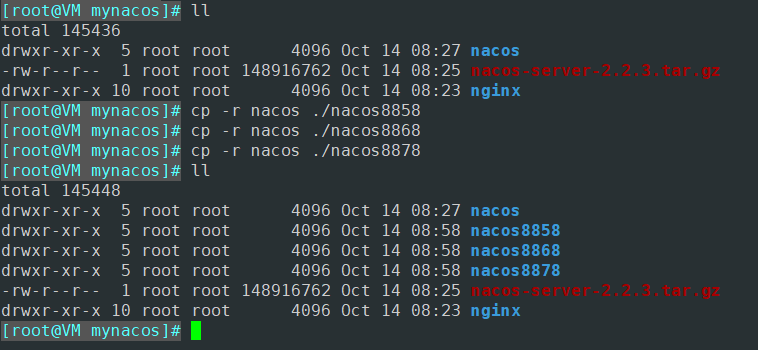 [root@VM mynacos]# ll
total 145436
drwxr-xr-x  5 root root      4096 Oct 14 08:27 nacos
-rw-r--r--  1 root root 148916762 Oct 14 08:25 nacos-server-2.2.3.tar.gz
drwxr-xr-x 10 root root      4096 Oct 14 08:23 nginx
[root@VM mynacos]# cp -r nacos ./nacos8858
[root@VM mynacos]# cp -r nacos ./nacos8868
[root@VM mynacos]# cp -r nacos ./nacos8878
[root@VM mynacos]# ll
total 145448
drwxr-xr-x  5 root root      4096 Oct 14 08:27 nacos
drwxr-xr-x  5 root root      4096 Oct 14 08:58 nacos8858
drwxr-xr-x  5 root root      4096 Oct 14 08:58 nacos8868
drwxr-xr-x  5 root root      4096 Oct 14 08:58 nacos8878
-rw-r--r--  1 root root 148916762 Oct 14 08:25 nacos-server-2.2.3.tar.gz
drwxr-xr-x 10 root root      4096 Oct 14 08:23 nginx
[root@VM mynacos]#